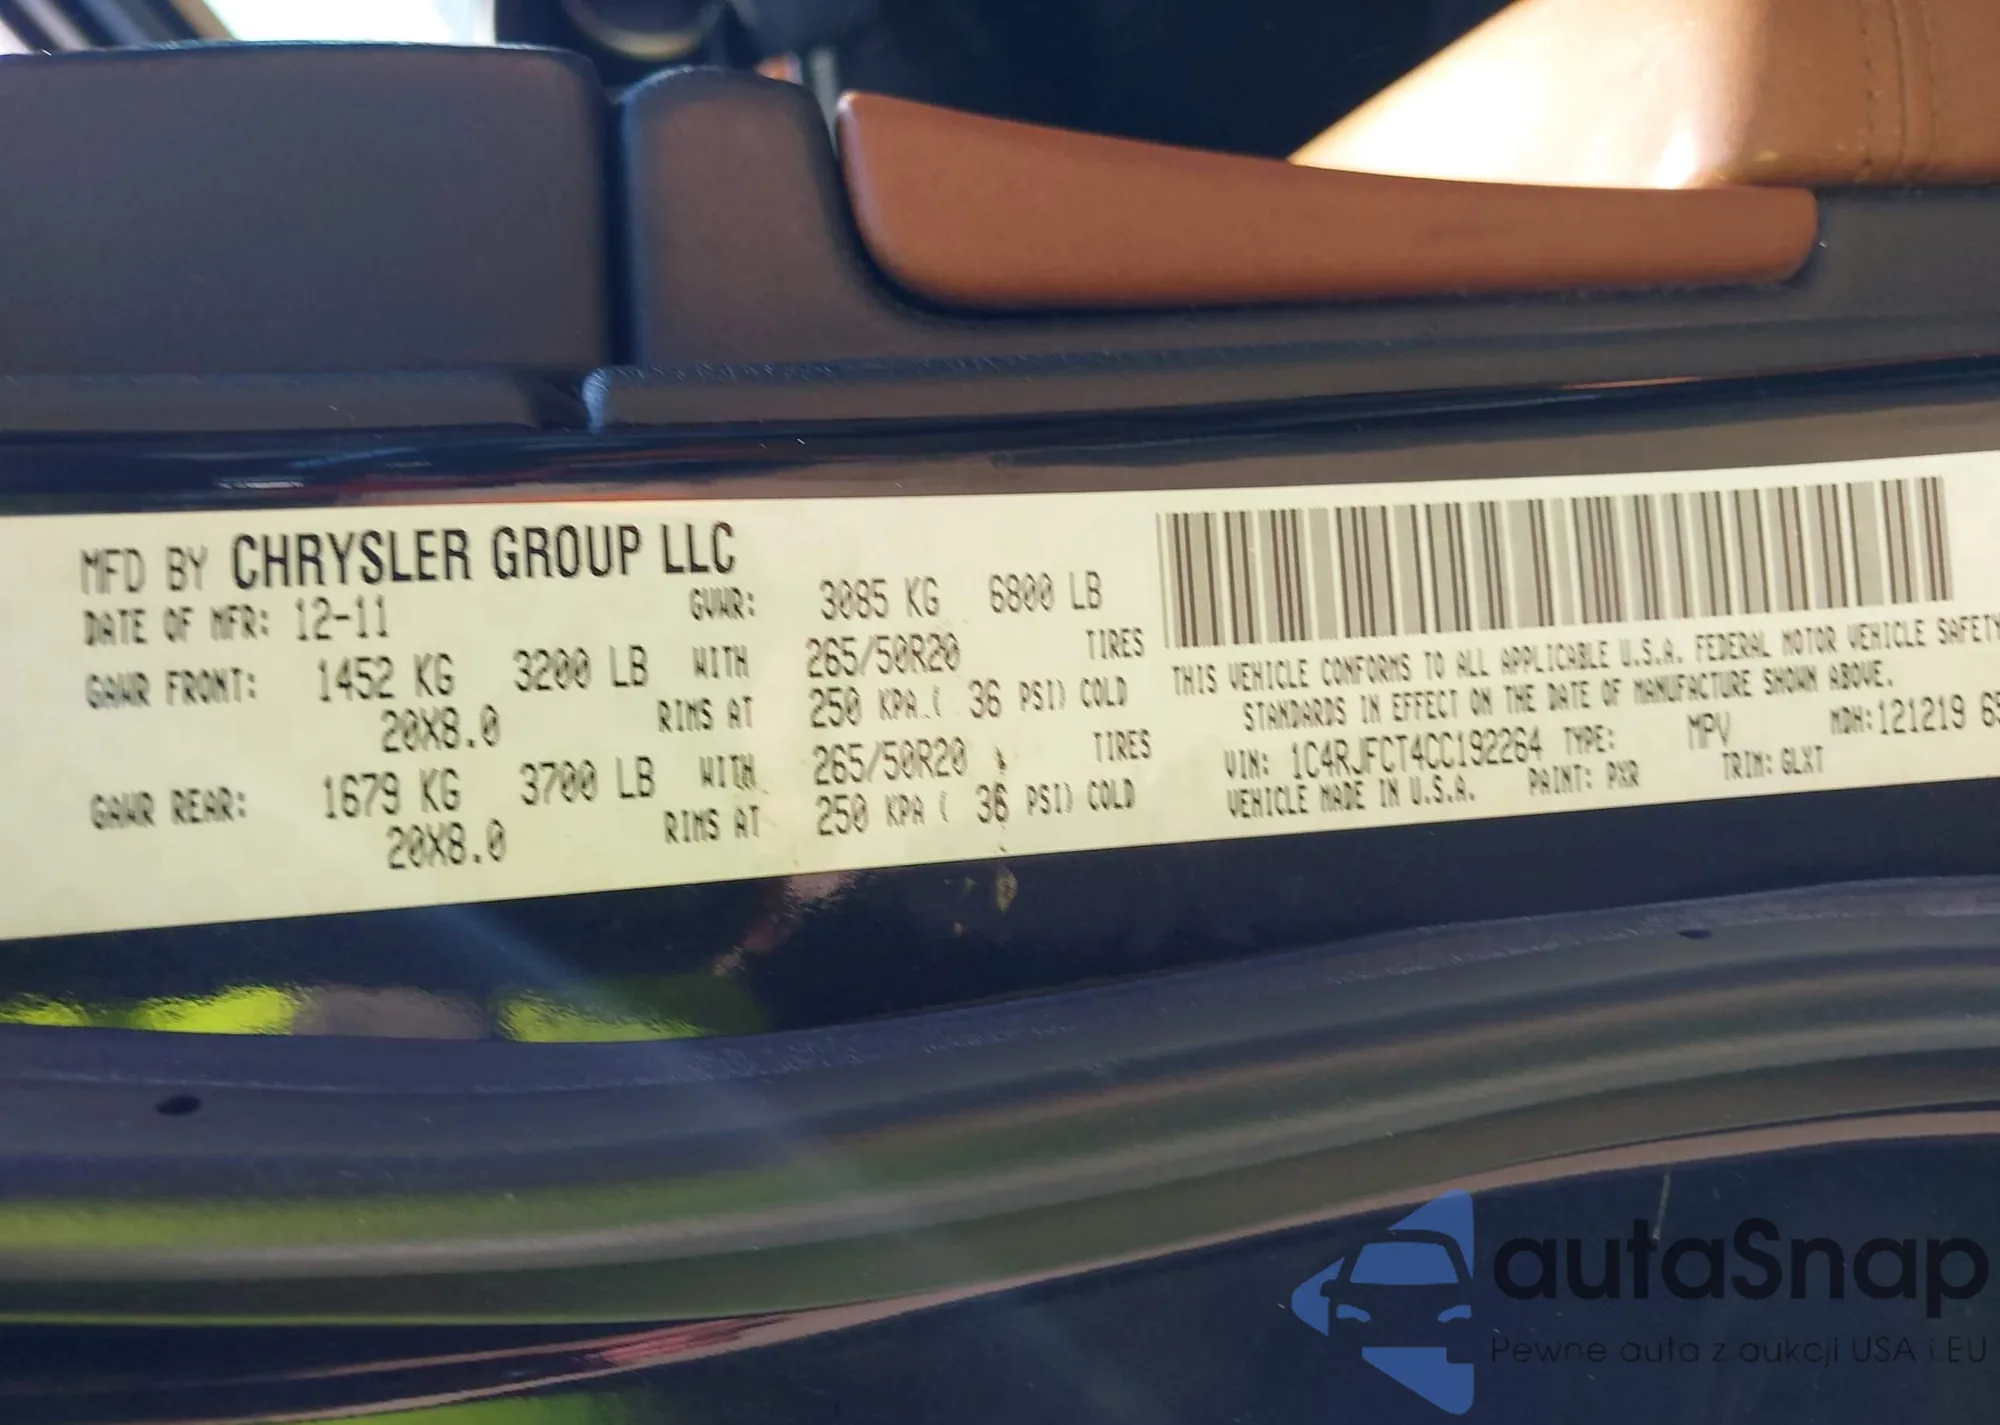 MFD BY CHRYSLER GROUP LLC
DATE OF MFR: 12-11 GVWR: 3085 KG 6800 LB
GAWR FRONT: 1452 KG 3200 LB WITH 265/50R20 TIRES
20X8.0 RIMS AT 250 KPA ( 36 PSI) COLD
GAWR REAR: 1679 KG 3700 LB WITH 265/50R20 TIRES
20X8.0 RIMS AT 250 KPA ( 36 PSI) COLD
THIS VEHICLE CONFORMS TO ALL APPLICABLE U.S.A. FEDERAL MOTOR VEHICLE SAFETY
STANDARDS IN EFFECT ON THE DATE OF MANUFACTURE SHOWN ABOVE.
VIN: 1C4RJFCT4CC192264 TYPE: MPV MDH:121219 65
VEHICLE MADE IN U.S.A. PAINT: PXR TRIM: GLXT
autaSnap
Pewne auta z aukcji USA i EU